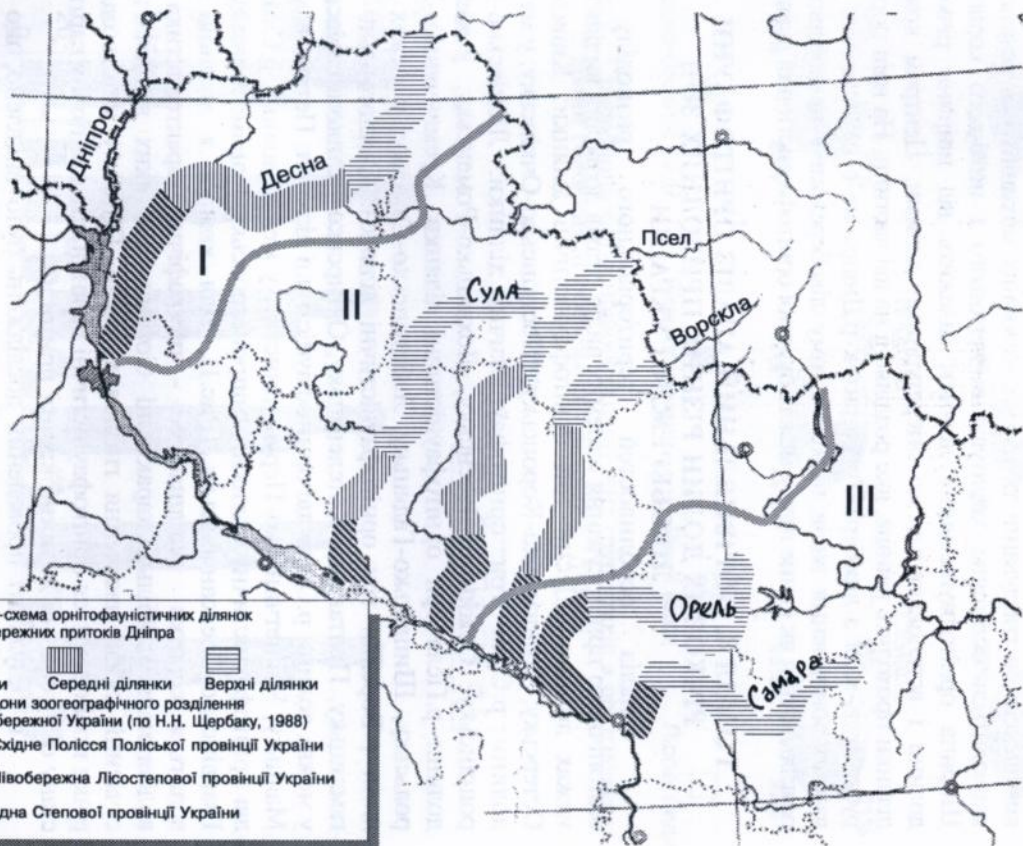 Дніпро
Десна
I
II
Сула
Псел
Ворскла
III
Орель
Самара
-схема орнітофауністичних ділянок
бережних притоків Дніпра
и Середні ділянки Верхні ділянки
они зоогеографічного розділення
бережної України (по Н.Н. Щербаку, 1988)
Східне Полісся Поліської провінції України
Лівобережна Лісостепової провінції України
дна Степової провінції України